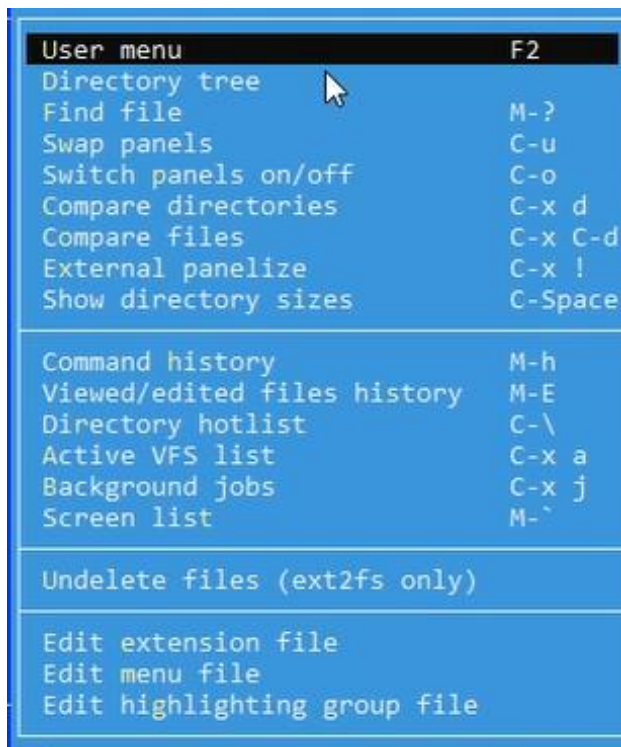 User menu F2
Directory tree
Find file M-?
Swap panels C-u
Switch panels on/off C-o
Compare directories C-x d
Compare files C-x C-d
External panelize C-x !
Show directory sizes C-Space
Command history M-h
Viewed/edited files history M-E
Directory hotlist C-\
Active VFS list C-x a
Background jobs C-x j
Screen list M-`
Undelete files (ext2fs only)
Edit extension file
Edit menu file
Edit highlighting group file